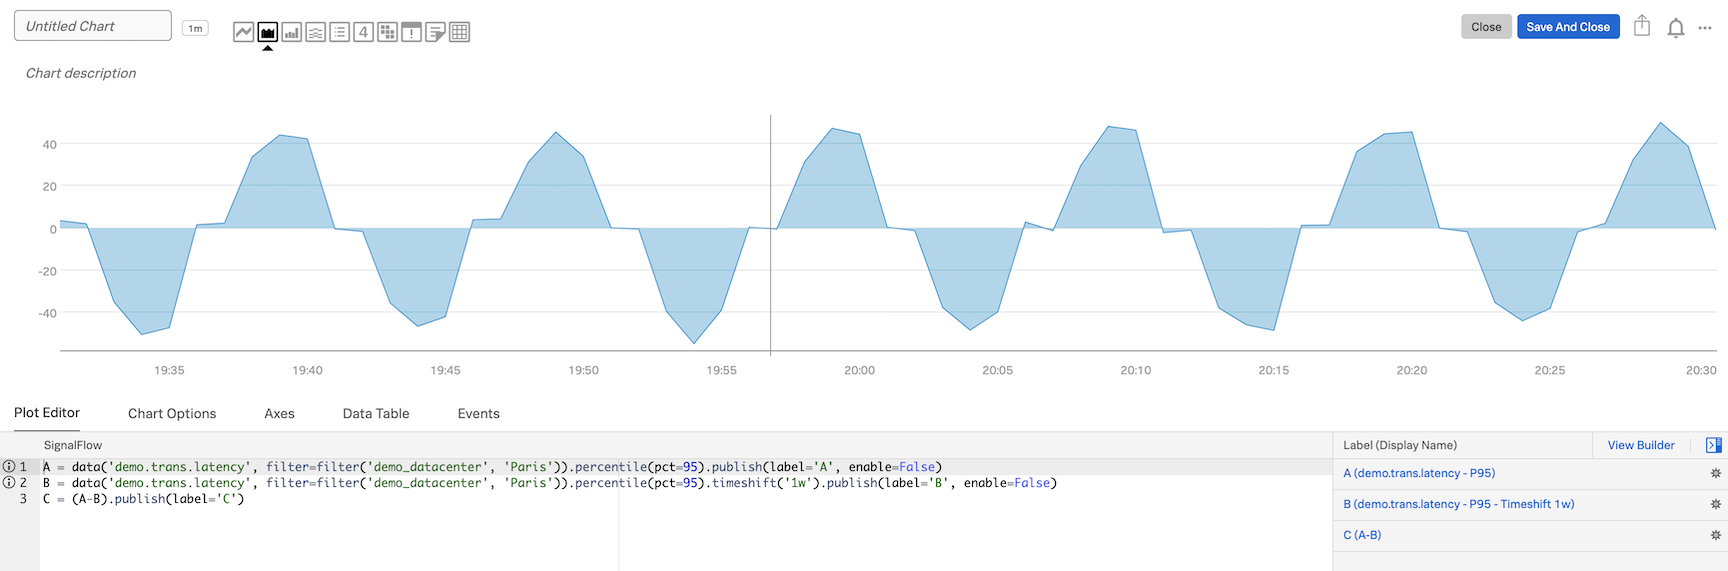 Untitled Chart 1m 4 Close Save And Close
Chart description
40
20
0
-20
-40
19:35 19:40 19:45 19:50 19:55 20:00 20:05 20:10 20:15 20:20 20:25 20:30
Plot Editor Chart Options Axes Data Table Events
SignalFlow Label (Display Name) View Builder
1 A = data('demo.trans.latency', filter=filter('demo_datacenter', 'Paris')).percentile(pct=95).publish(label='A', enable=False)
2 B = data('demo.trans.latency', filter=filter('demo_datacenter', 'Paris')).percentile(pct=95).timeshift('1w').publish(label='B', enable=False)
3 C = (A-B).publish(label='C')
A (demo.trans.latency - P95)
B (demo.trans.latency - P95 - Timeshift 1w)
C (A-B)